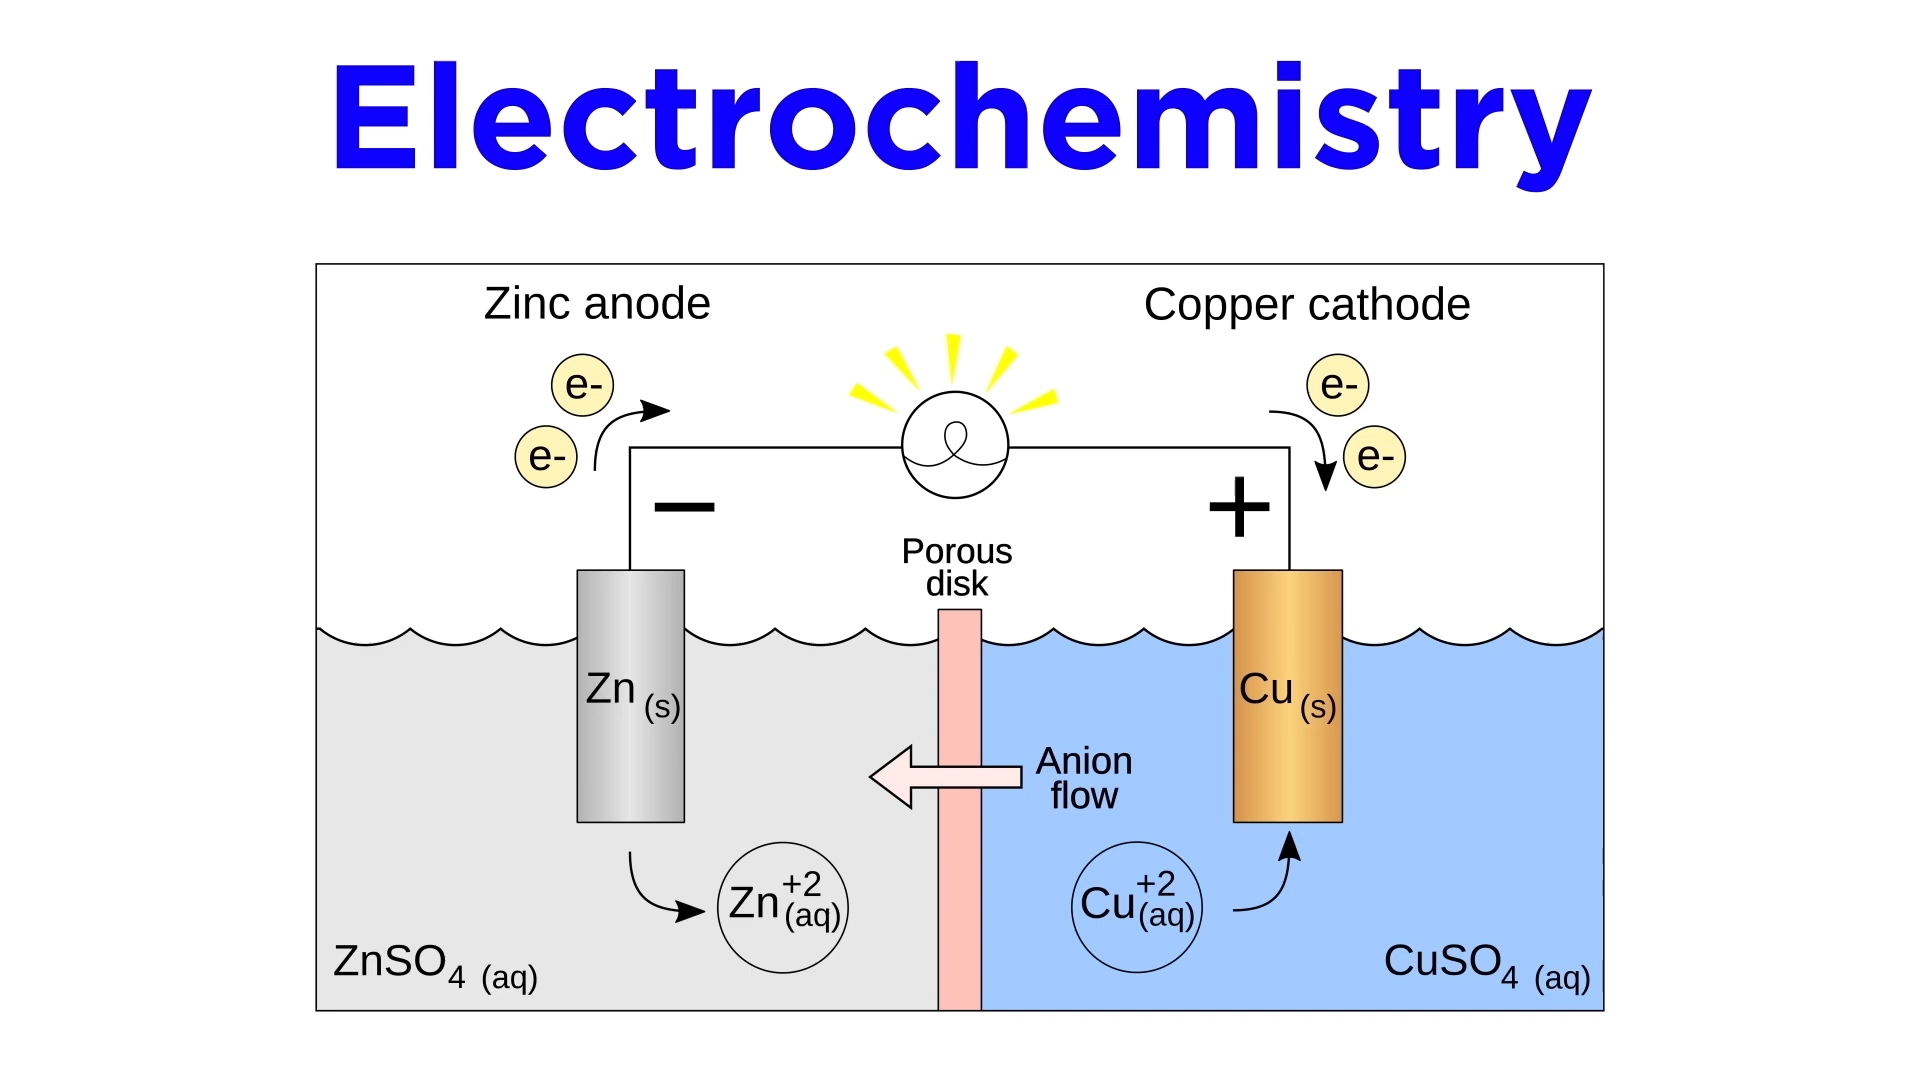 Electrochemistry
Zinc anode
Copper cathode
e-
e-
e-
e-
−
+
Porous
disk
Zn (s)
Cu (s)
Anion
flow
Zn+2(aq)
Cu+2(aq)
ZnSO4 (aq)
CuSO4 (aq)